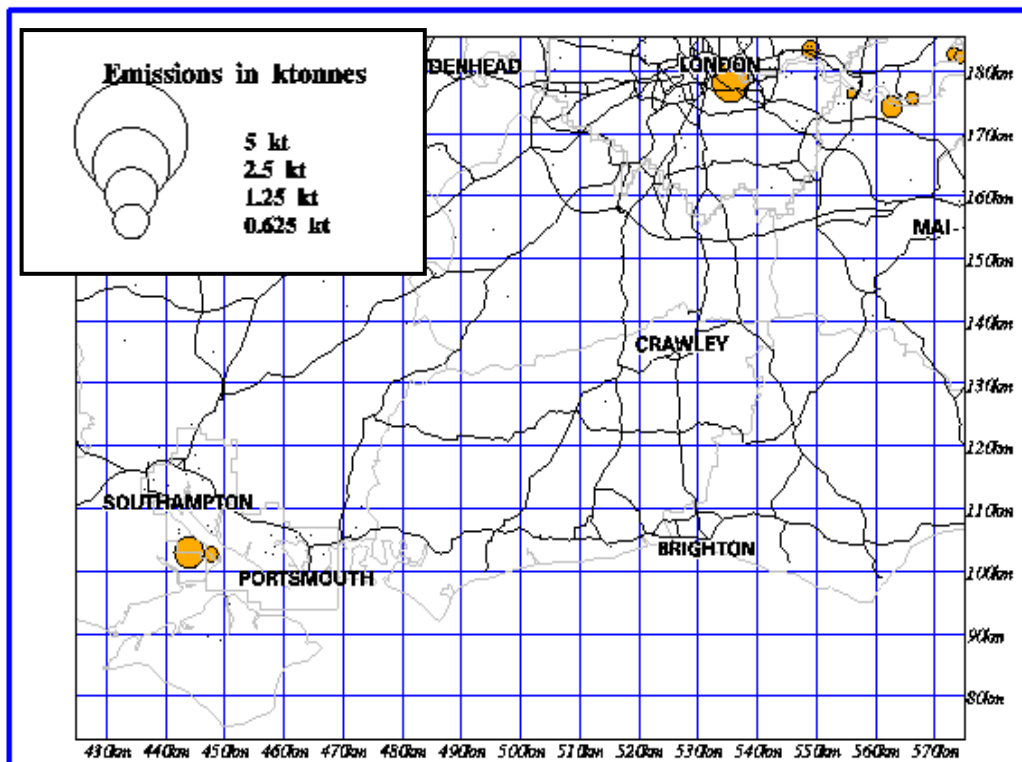 Emissions in ktonnes
5 kt
2.5 kt
1.25 kt
0.625 kt
DENHEAD
LONDON
180km
170km
160km
MAI
150km
140km
CRAWLEY
130km
120km
SOUTHAMPTON
110km
BRIGHTON
PORTSMOUTH
100km
90km
80km
430km 440km 450km 460km 470km 480km 490km 500km 510km 520km 530km 540km 550km 560km 570km